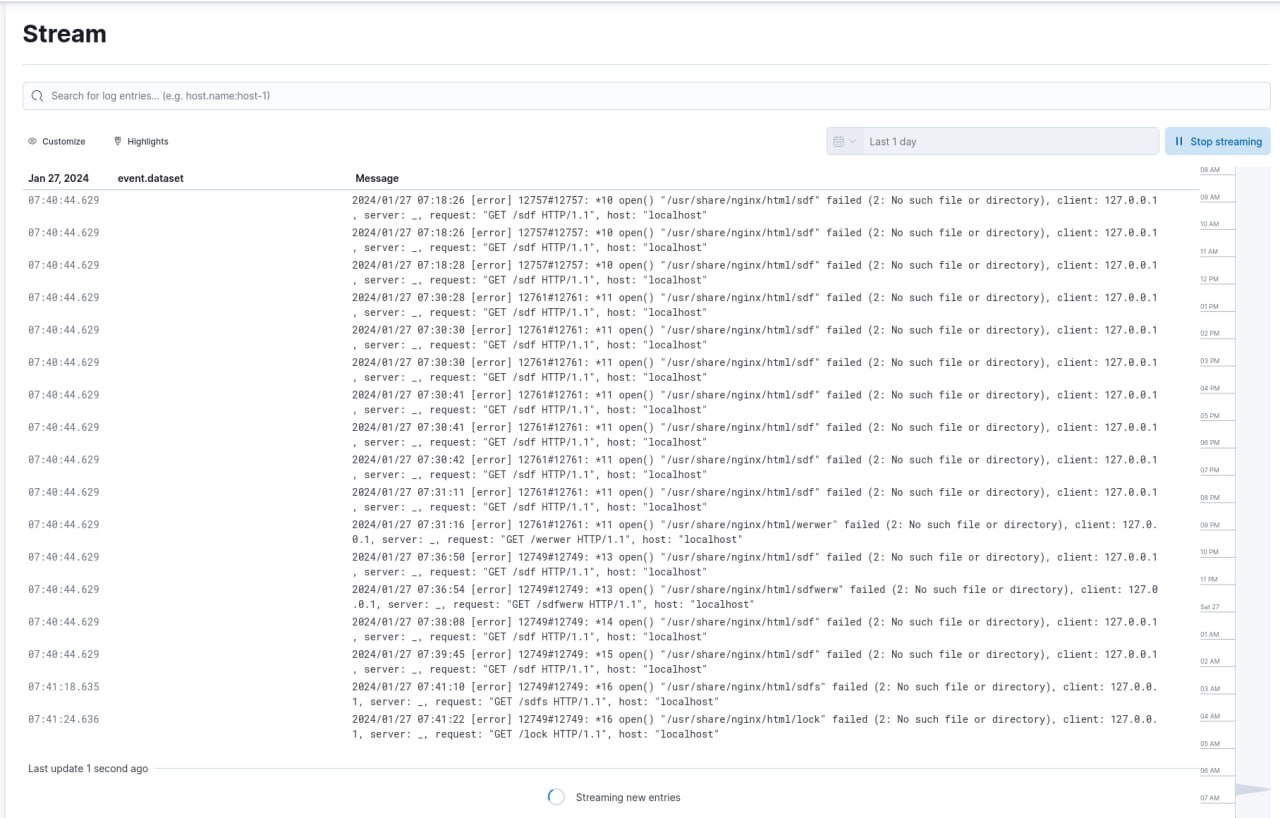 Stream
Search for log entries... (e.g. host.name:host-1)
Customize
Highlights
Last 1 day
Stop streaming
Jan 27, 2024 event.dataset Message
07:40:44.629 2024/01/27 07:18:26 [error] 12757#12757: *10 open() "/usr/share/nginx/html/sdf" failed (2: No such file or directory), client: 127.0.0.1
, server: _, request: "GET /sdf HTTP/1.1", host: "localhost"
07:40:44.629 2024/01/27 07:18:26 [error] 12757#12757: *10 open() "/usr/share/nginx/html/sdf" failed (2: No such file or directory), client: 127.0.0.1
, server: _, request: "GET /sdf HTTP/1.1", host: "localhost"
07:40:44.629 2024/01/27 07:18:28 [error] 12757#12757: *10 open() "/usr/share/nginx/html/sdf" failed (2: No such file or directory), client: 127.0.0.1
, server: _, request: "GET /sdf HTTP/1.1", host: "localhost"
07:40:44.629 2024/01/27 07:30:28 [error] 12761#12761: *11 open() "/usr/share/nginx/html/sdf" failed (2: No such file or directory), client: 127.0.0.1
, server: _, request: "GET /sdf HTTP/1.1", host: "localhost"
07:40:44.629 2024/01/27 07:30:30 [error] 12761#12761: *11 open() "/usr/share/nginx/html/sdf" failed (2: No such file or directory), client: 127.0.0.1
, server: _, request: "GET /sdf HTTP/1.1", host: "localhost"
07:40:44.629 2024/01/27 07:30:30 [error] 12761#12761: *11 open() "/usr/share/nginx/html/sdf" failed (2: No such file or directory), client: 127.0.0.1
, server: _, request: "GET /sdf HTTP/1.1", host: "localhost"
07:40:44.629 2024/01/27 07:30:41 [error] 12761#12761: *11 open() "/usr/share/nginx/html/sdf" failed (2: No such file or directory), client: 127.0.0.1
, server: _, request: "GET /sdf HTTP/1.1", host: "localhost"
07:40:44.629 2024/01/27 07:30:41 [error] 12761#12761: *11 open() "/usr/share/nginx/html/sdf" failed (2: No such file or directory), client: 127.0.0.1
, server: _, request: "GET /sdf HTTP/1.1", host: "localhost"
07:40:44.629 2024/01/27 07:30:42 [error] 12761#12761: *11 open() "/usr/share/nginx/html/sdf" failed (2: No such file or directory), client: 127.0.0.1
, server: _, request: "GET /sdf HTTP/1.1", host: "localhost"
07:40:44.629 2024/01/27 07:31:11 [error] 12761#12761: *11 open() "/usr/share/nginx/html/sdf" failed (2: No such file or directory), client: 127.0.0.1
, server: _, request: "GET /sdf HTTP/1.1", host: "localhost"
07:40:44.629 2024/01/27 07:31:16 [error] 12761#12761: *11 open() "/usr/share/nginx/html/werwer" failed (2: No such file or directory), client: 127.0.
0.1, server: _, request: "GET /werwer HTTP/1.1", host: "localhost"
07:40:44.629 2024/01/27 07:36:50 [error] 12749#12749: *13 open() "/usr/share/nginx/html/sdf" failed (2: No such file or directory), client: 127.0.0.1
, server: _, request: "GET /sdf HTTP/1.1", host: "localhost"
07:40:44.629 2024/01/27 07:36:54 [error] 12749#12749: *13 open() "/usr/share/nginx/html/sdfwerw" failed (2: No such file or directory), client: 127.0
.0.1, server: _, request: "GET /sdfwerw HTTP/1.1", host: "localhost"
07:40:44.629 2024/01/27 07:38:08 [error] 12749#12749: *14 open() "/usr/share/nginx/html/sdf" failed (2: No such file or directory), client: 127.0.0.1
, server: _, request: "GET /sdf HTTP/1.1", host: "localhost"
07:40:44.629 2024/01/27 07:39:45 [error] 12749#12749: *15 open() "/usr/share/nginx/html/sdf" failed (2: No such file or directory), client: 127.0.0.1
, server: _, request: "GET /sdf HTTP/1.1", host: "localhost"
07:41:18.635 2024/01/27 07:41:10 [error] 12749#12749: *16 open() "/usr/share/nginx/html/sdfs" failed (2: No such file or directory), client: 127.0.0.
1, server: _, request: "GET /sdfs HTTP/1.1", host: "localhost"
07:41:24.636 2024/01/27 07:41:22 [error] 12749#12749: *16 open() "/usr/share/nginx/html/lock" failed (2: No such file or directory), client: 127.0.0.
1, server: _, request: "GET /lock HTTP/1.1", host: "localhost"
Last update 1 second ago
Streaming new entries
08 AM
09 AM
10 AM
11 AM
12 PM
01 PM
02 PM
03 PM
04 PM
05 PM
06 PM
07 PM
08 PM
09 PM
10 PM
11 PM
Sat 27
01 AM
02 AM
03 AM
04 AM
05 AM
06 AM
07 AM